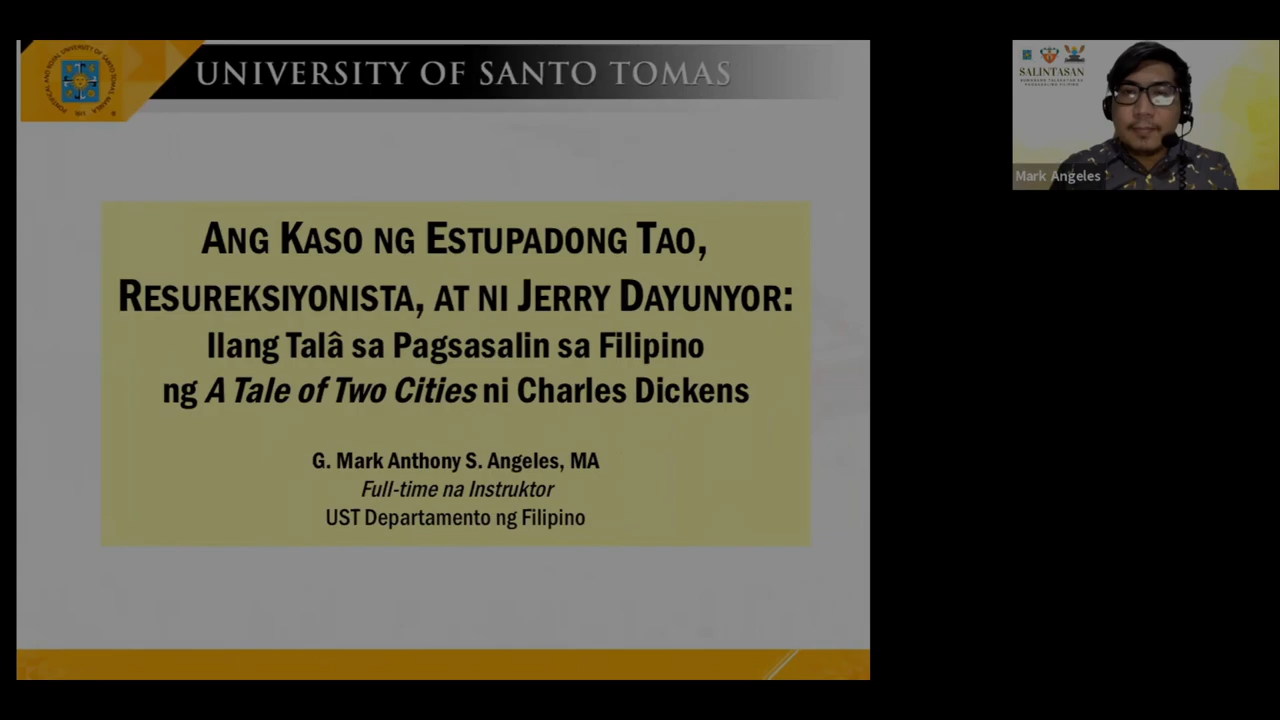 UNIVERSITY OF SANTO TOMAS
ANG KASO NG ESTUPADONG TAO,
RESUREKSIYONISTA, AT NI JERRY DAYUNYOR:
Ilang Talâ sa Pagsasalin sa Filipino
ng A Tale of Two Cities ni Charles Dickens
G. Mark Anthony S. Angeles, MA
Full-time na Instruktor
UST Departamento ng Filipino
SALINTASAN
Mark Angeles